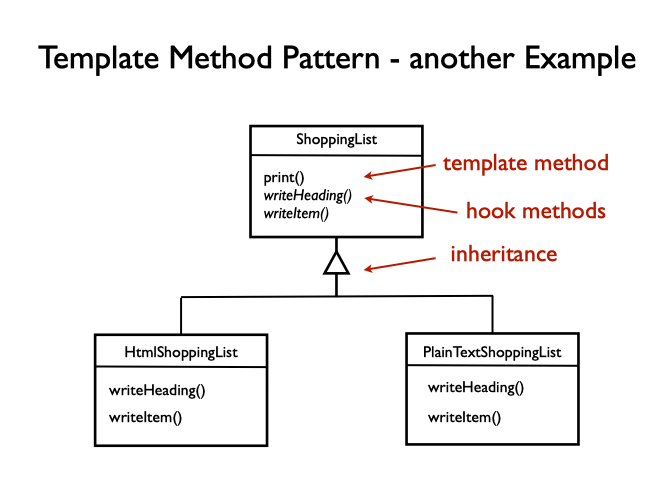 Template Method Pattern - another Example
ShoppingList
print()
writeHeading()
writeItem()
template method
hook methods
inheritance
HtmlShoppingList
writeHeading()
writeItem()
PlainTextShoppingList
writeHeading()
writeItem()